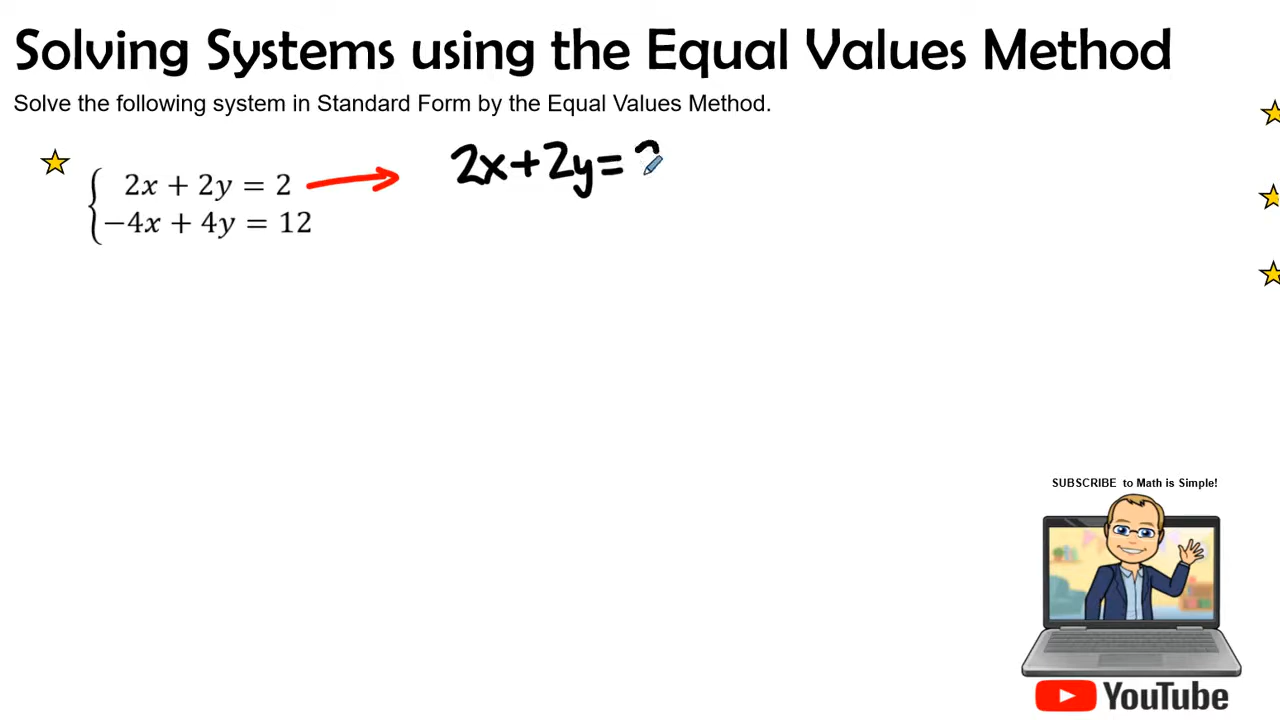 Solving Systems using the Equal Values Method
Solve the following system in Standard Form by the Equal Values Method.
2x + 2y = 2
−4x + 4y = 12
2x+2y=
SUBSCRIBE to Math is Simple!
YouTube